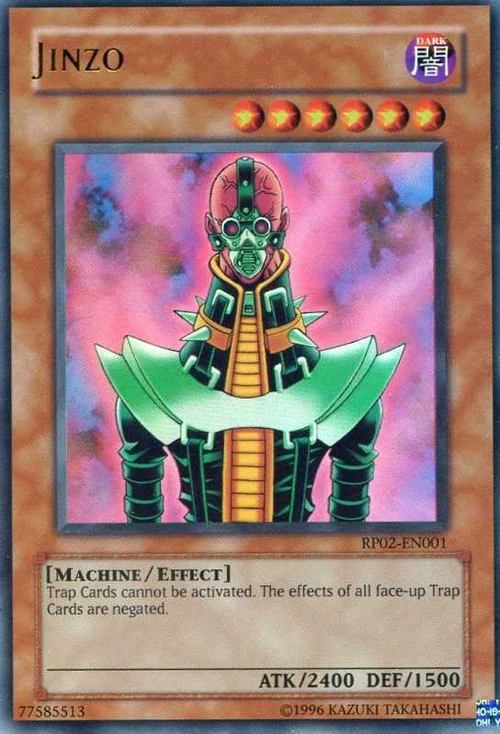 JINZO
DARK
闇
RP02-EN001
[MACHINE/EFFECT]
Trap Cards cannot be activated. The effects of all face-up Trap
Cards are negated.
ATK/2400 DEF/1500
77585513
©1996 KAZUKI TAKAHASHI